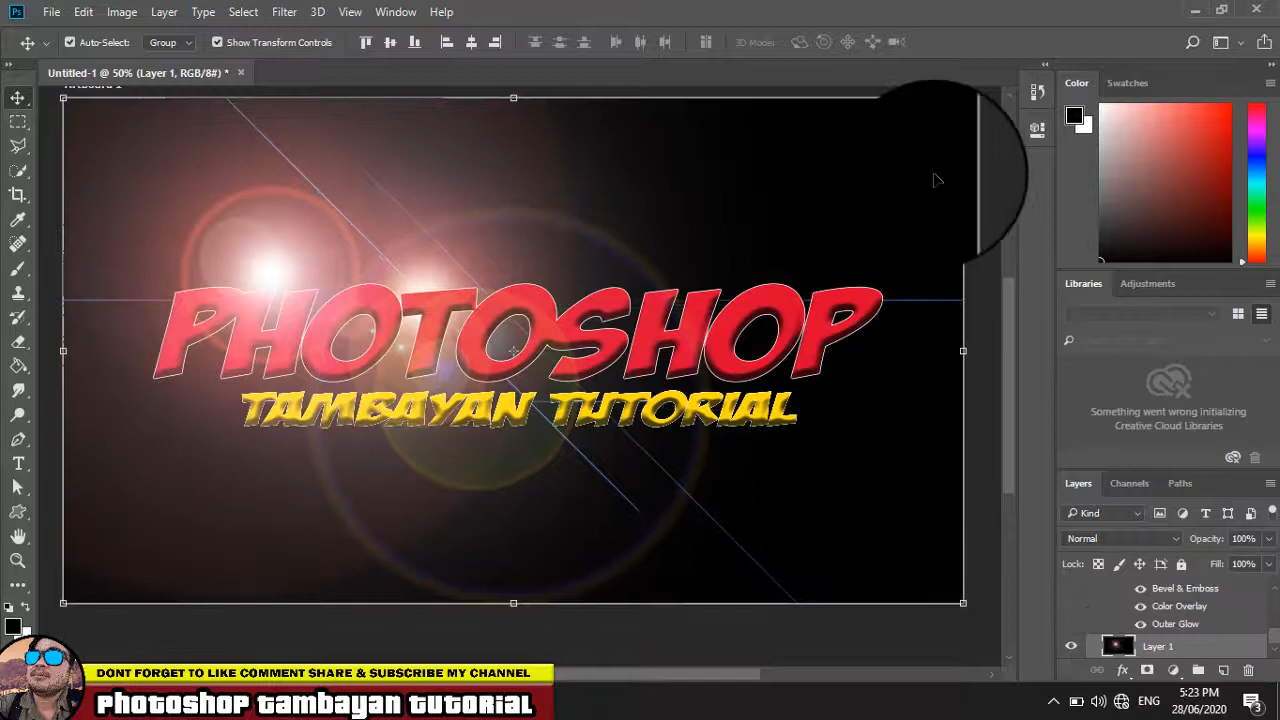 Ps File Edit Image Layer Type Select Filter 3D View Window Help
Auto-Select: Group Show Transform Controls 3D Mode:
Untitled-1 @ 50% (Layer 1, RGB/8#) * ×
Artboard 1
Color Swatches
PHOTOSHOP
TAMBAYAN TUTORIAL
Libraries Adjustments
Something went wrong initializing
Creative Cloud Libraries
Layers Channels Paths
Kind
Normal Opacity: 100%
Lock: Fill: 100%
Bevel & Emboss
Color Overlay
Outer Glow
Layer 1
DONT FORGET TO LIKE COMMENT SHARE & SUBSCRIBE MY CHANNEL
PHOTOSHOP TAMBAYAN TUTORIAL
ENG
5:23 PM
28/06/2020
3